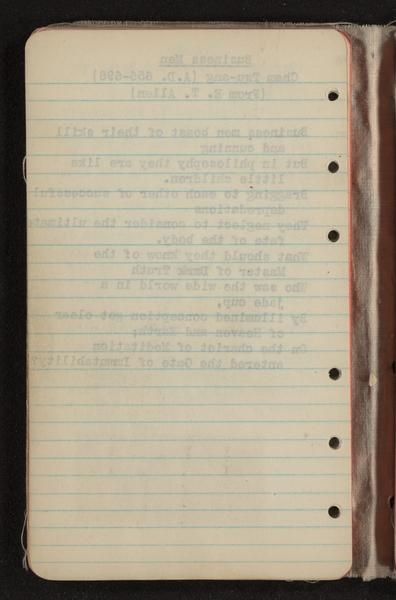 Business Men
Chen Tzu-ang (A.D. 656-698)
(From E. T. Allen)
Business men boast of their skill
and cunning
But in philosophy they are like
little children.
Bragging to each other of successful
depredations
They neglect to consider the ultimate
fate of the body.
What should they know of the
Master of Dark Truth
Who saw the wide world in a
jade cup,
By illumined conception got clear
of Heaven and Earth;
On the chariot of Meditation
entered the Gate of Immutability?